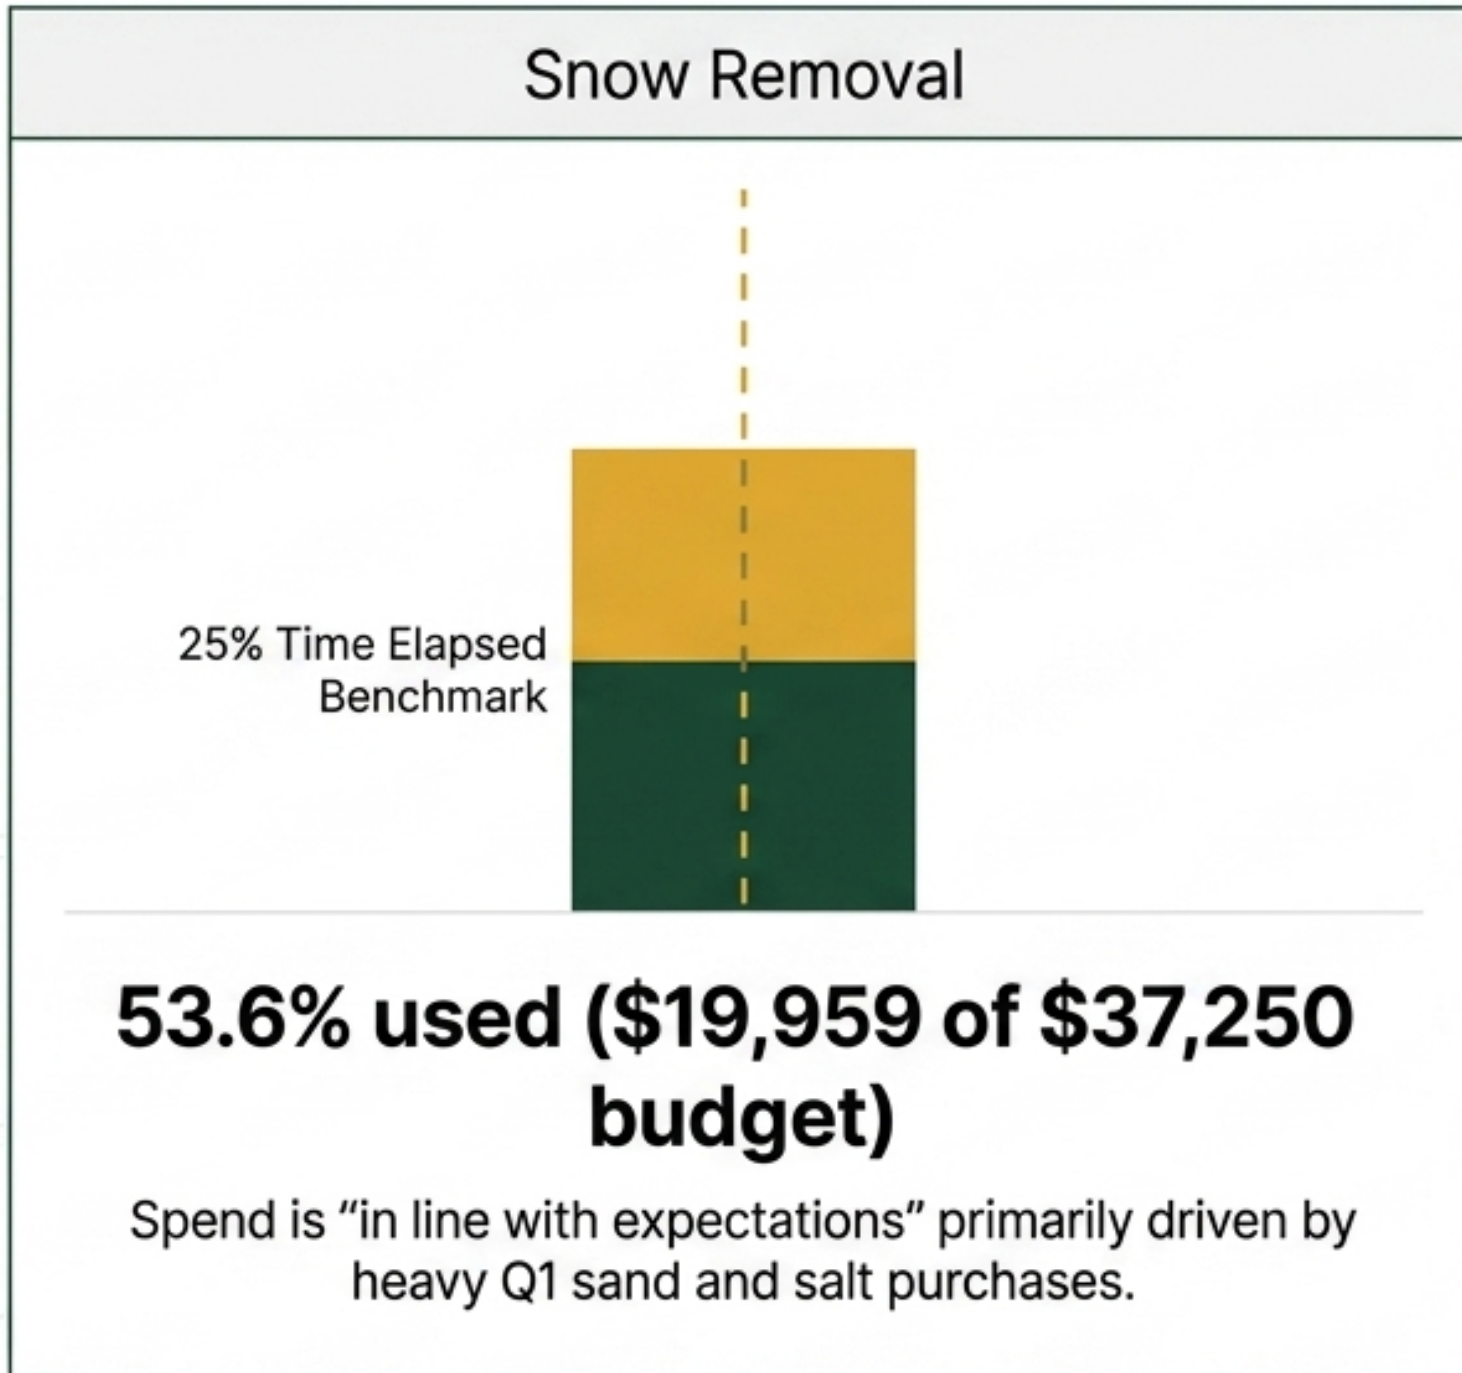 Snow Removal
25% Time Elapsed
Benchmark
53.6% used ($19,959 of $37,250
budget)
Spend is “in line with expectations” primarily driven by
heavy Q1 sand and salt purchases.